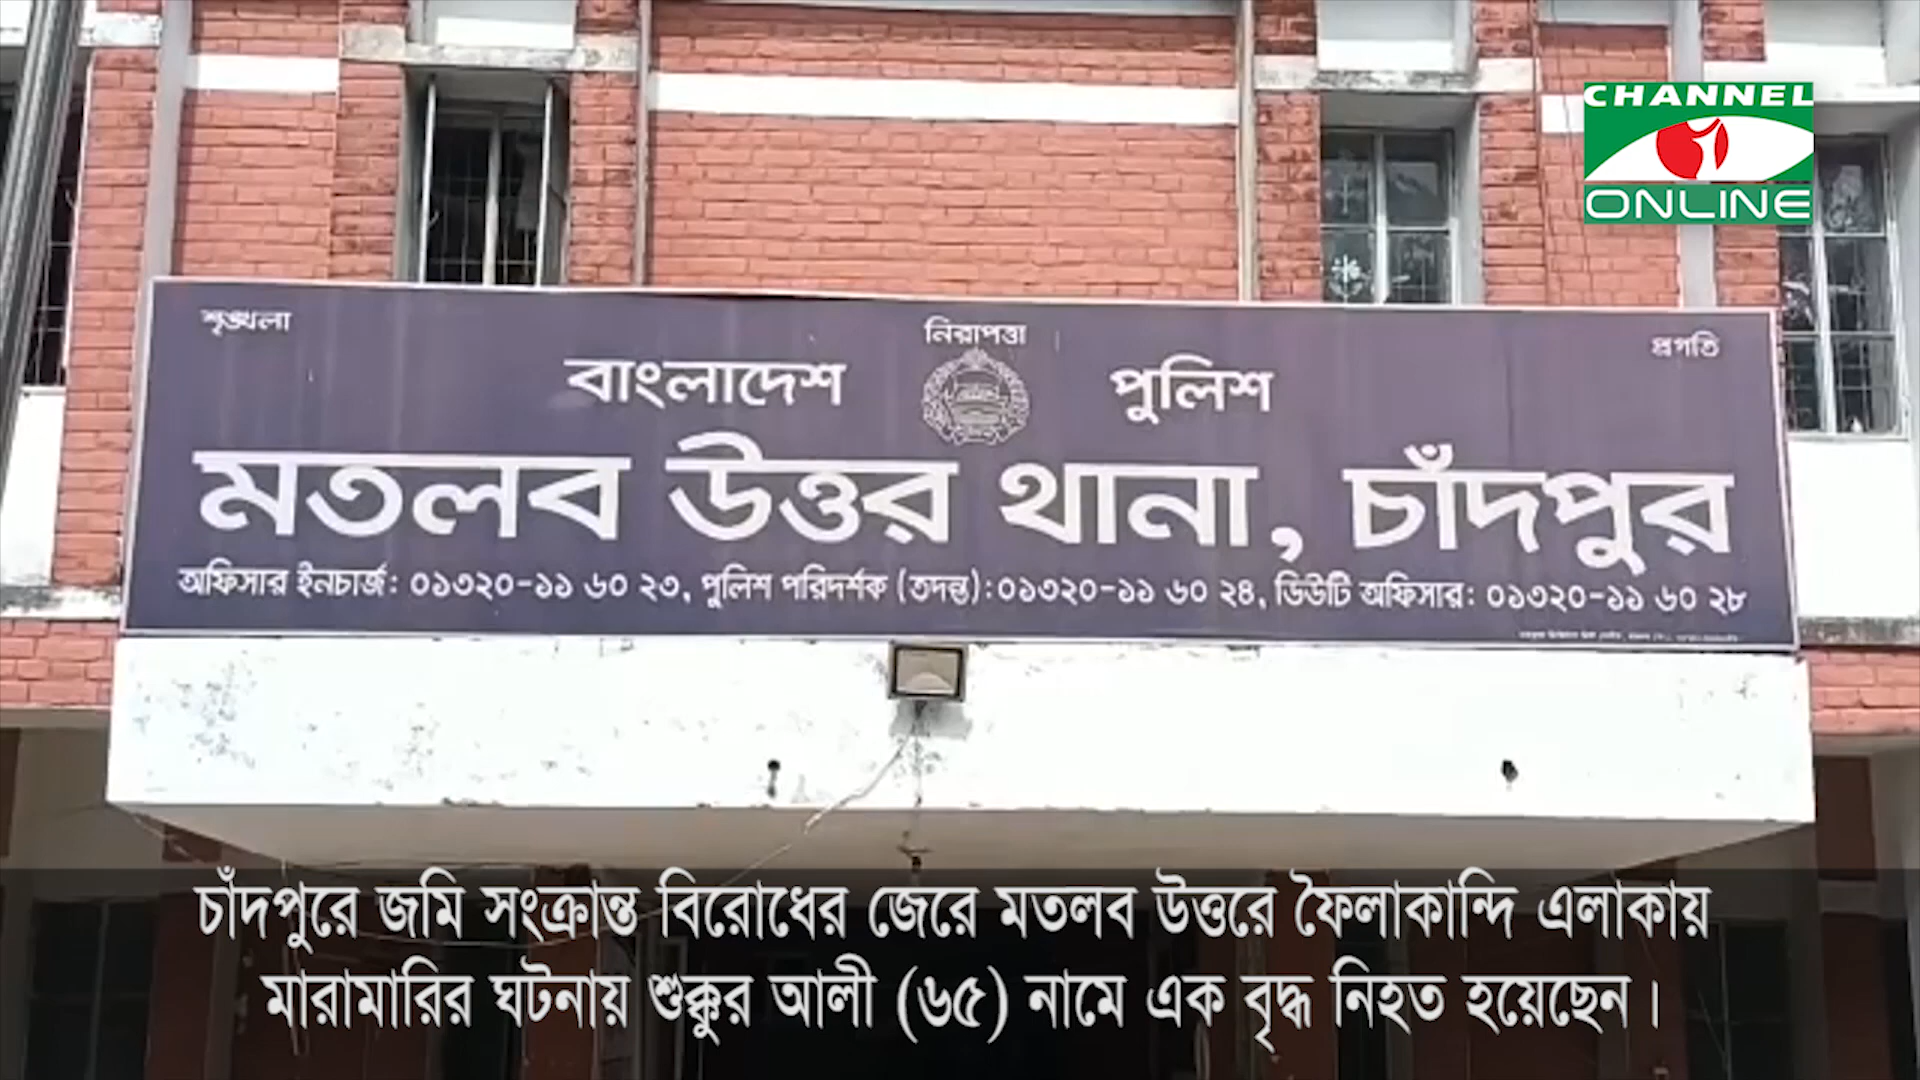 CHANNEL
ONLINE
শৃঙ্খলা
নিরাপত্তা
প্রগতি
বাংলাদেশ পুলিশ
মতলব উত্তর থানা, চাঁদপুর
অফিসার ইনচার্জ: ০১৩২০-১১ ৬০ ২৩, পুলিশ পরিদর্শক (তদন্ত):০১৩২০-১১ ৬০ ২৪, ডিউটি অফিসার: ০১৩২০-১১ ৬০ ২৮
চাঁদপুরে জমি সংক্রান্ত বিরোধের জেরে মতলব উত্তরে ফৈলাকান্দি এলাকায়
মারামারির ঘটনায় শুক্কুর আলী (৬৫) নামে এক বৃদ্ধ নিহত হয়েছেন।